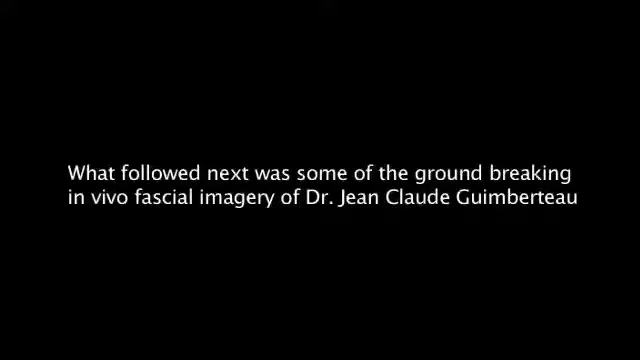 What followed next was some of the ground breaking
in vivo fascial imagery of Dr. Jean Claude Guimberteau